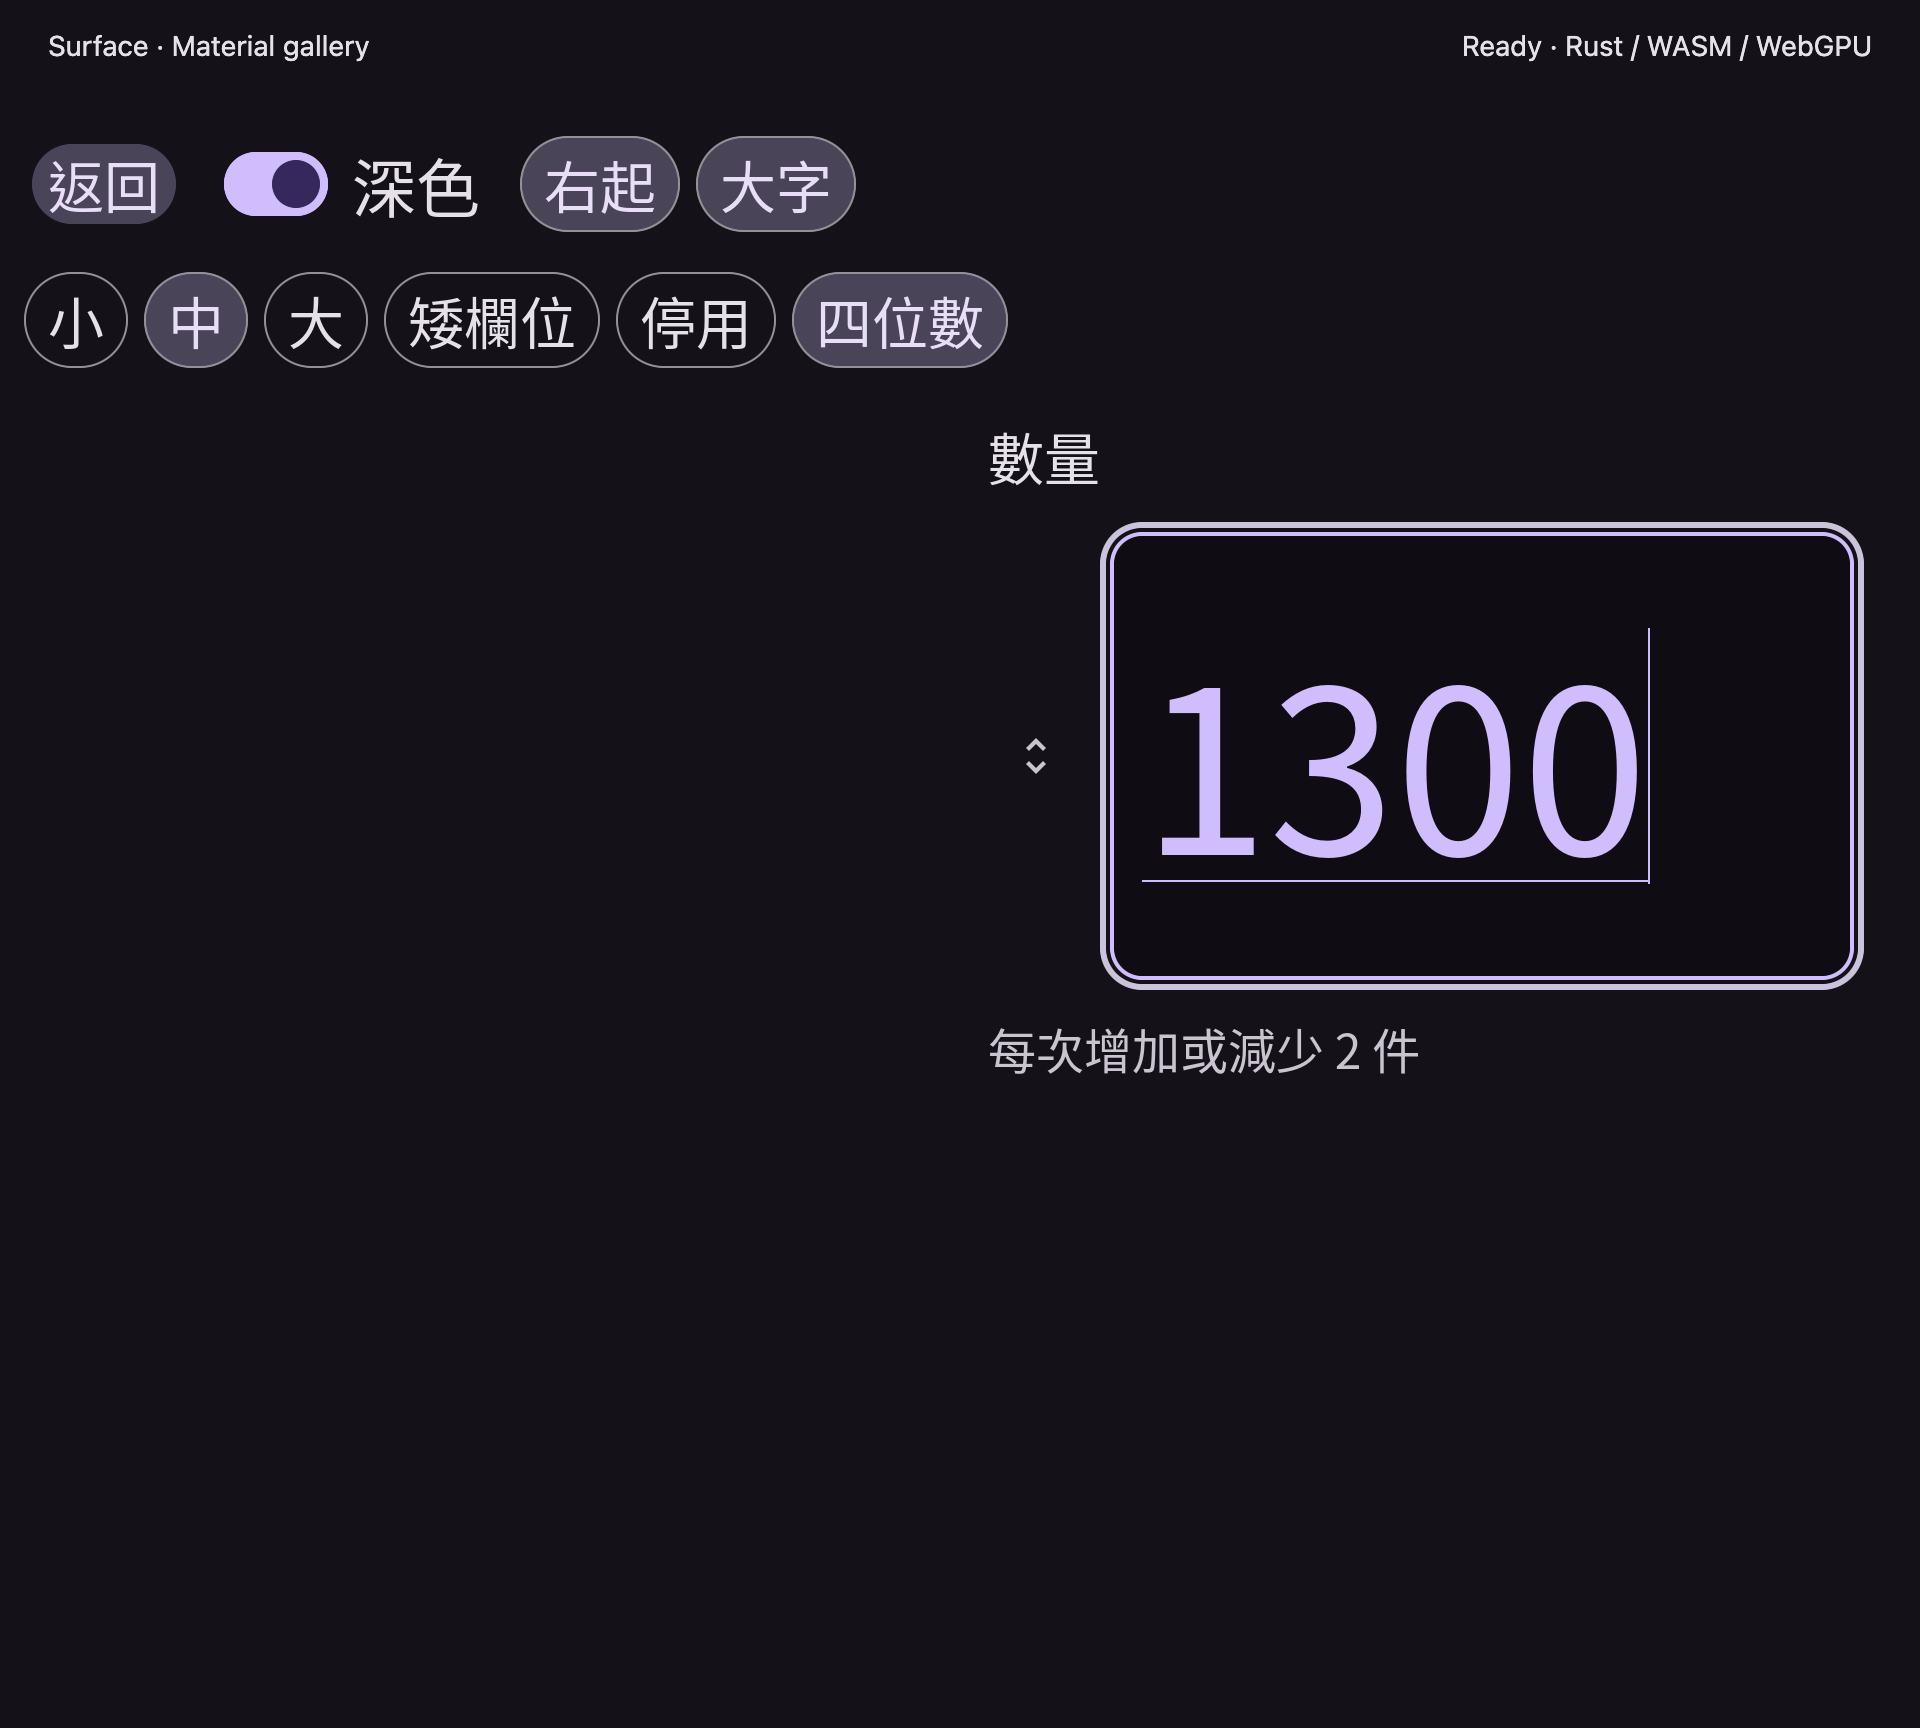 Surface · Material gallery
Ready · Rust / WASM / WebGPU
返回 深色 右起 大字
小 中 大 矮欄位 停用 四位數
數量
1300
每次增加或減少 2 件